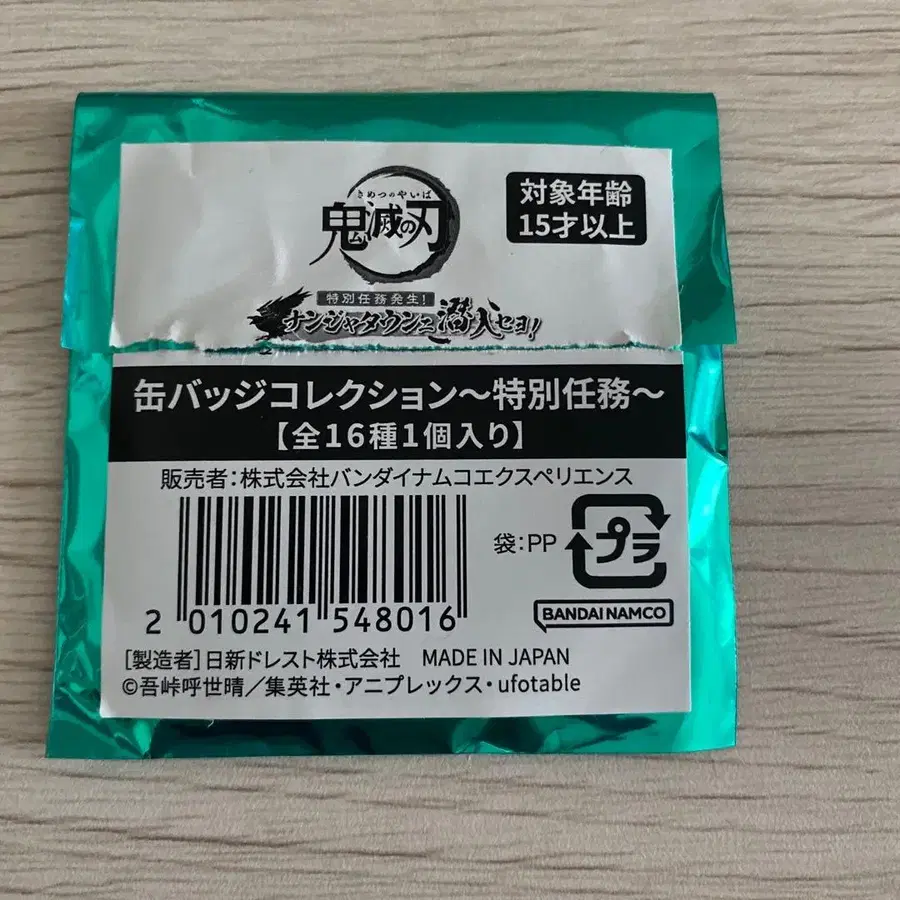 きめつのやいば
鬼滅の刃
対象年齢
15才以上
特別任務発生!
ナンジャタウンニ潜入セヨ!
缶バッジコレクション～特別任務～
【全16種1個入り】
販売者:株式会社バンダイナムコエクスペリエンス
袋:PP
プラ
2 010241 548016
BANDAI NAMCO
[製造者]日新ドレスト株式会社 MADE IN JAPAN
©吾峠呼世晴／集英社・アニプレックス・ufotable